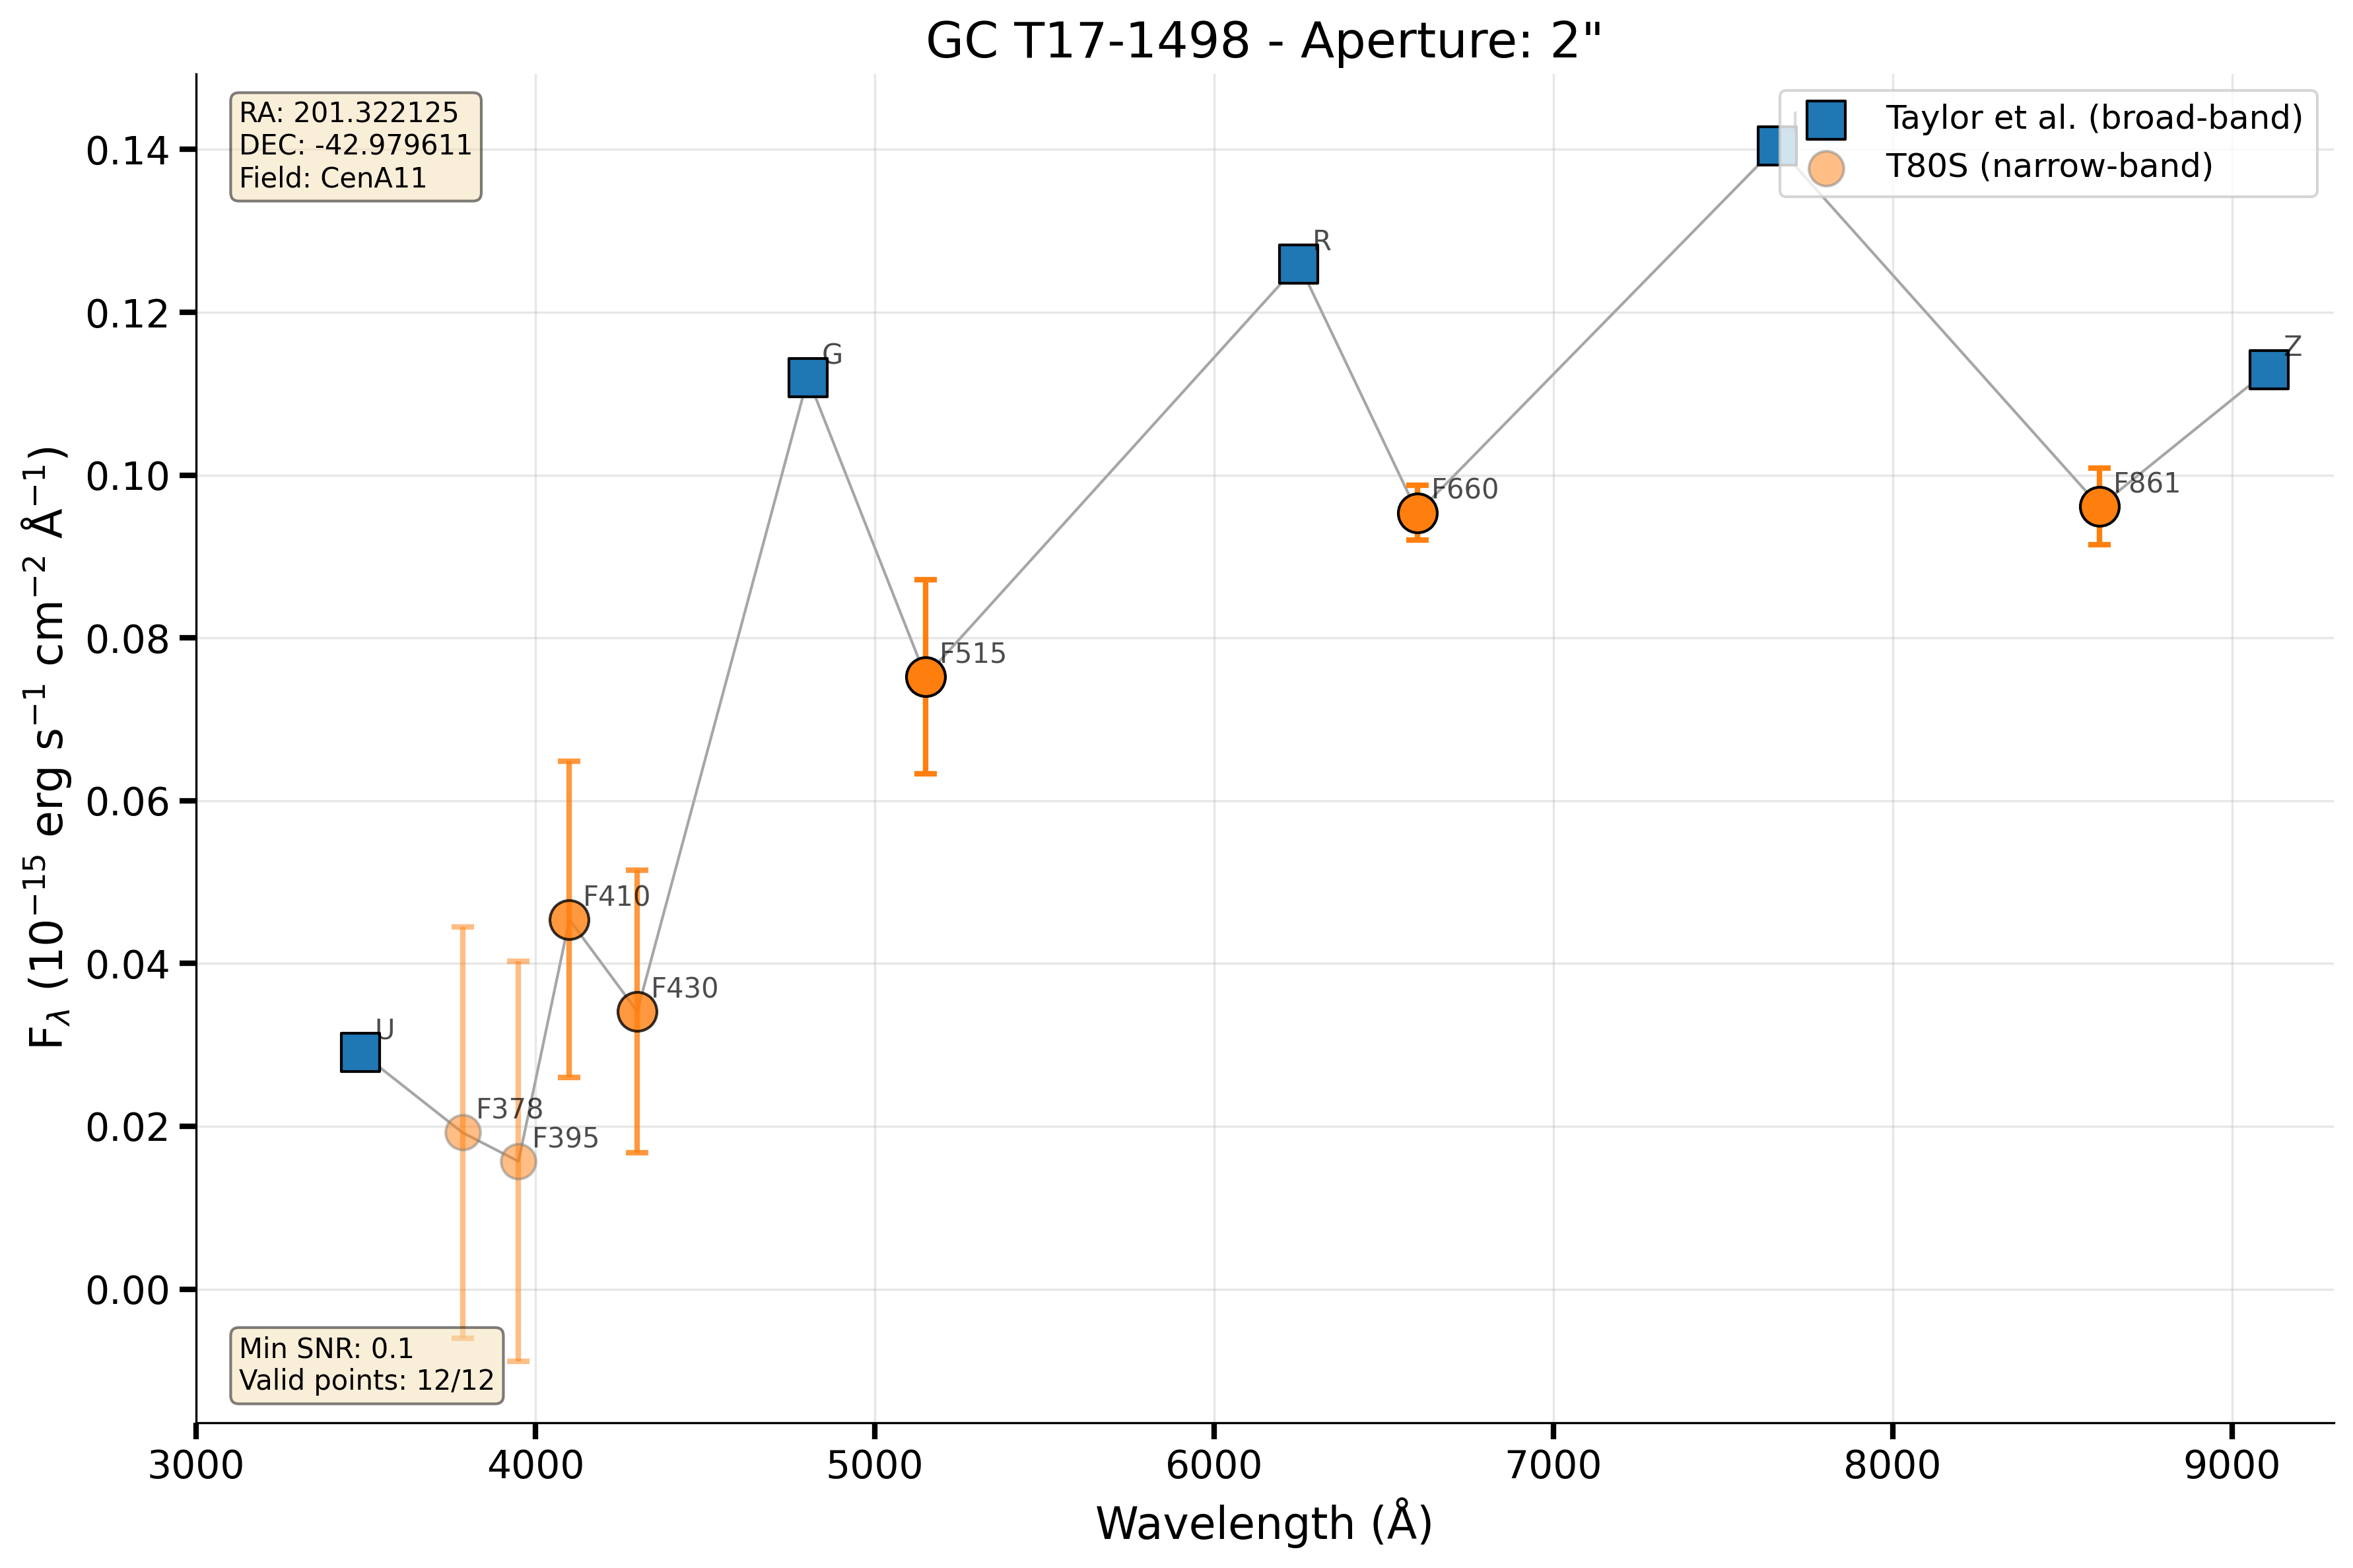 GC T17-1498 - Aperture: 2"
RA: 201.322125
DEC: -42.979611
Field: CenA11
Taylor et al. (broad-band)
T80S (narrow-band)
0.14
0.12
0.10
0.08
0.06
0.04
0.02
0.00
F_λ (10⁻¹⁵ erg s⁻¹ cm⁻² Å⁻¹)
U
F378
F395
F410
F430
G
F515
R
F660
F861
Z
Min SNR: 0.1
Valid points: 12/12
3000 4000 5000 6000 7000 8000 9000
Wavelength (Å)